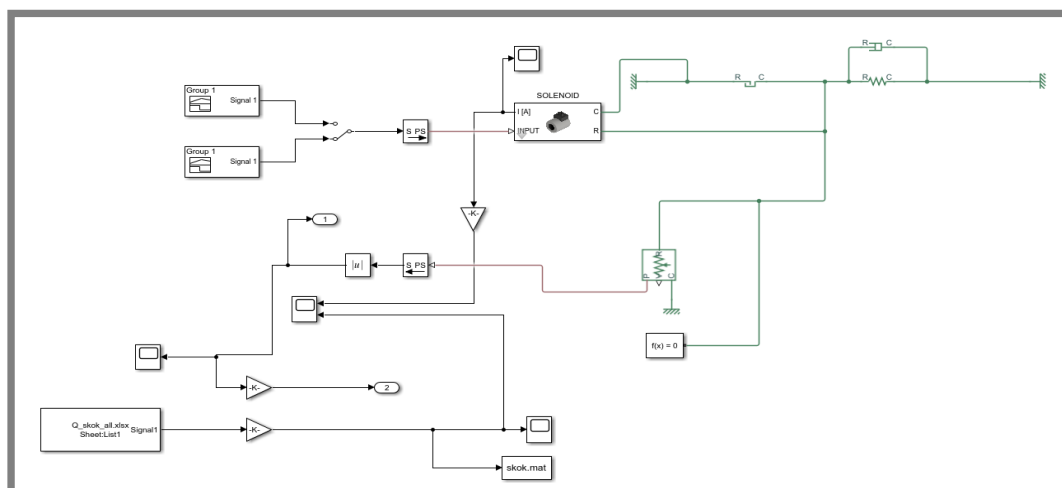 Group 1
Signal 1
Group 1
Signal 1
S PS
SOLENOID
I [A]
INPUT
C
R
R C
R C
R C
-K-
1
|u|
S PS
R
P
V
C
f(x) = 0
-K-
2
Q_skok_all.xlsx
Sheet:List1
Signal1
-K-
skok.mat